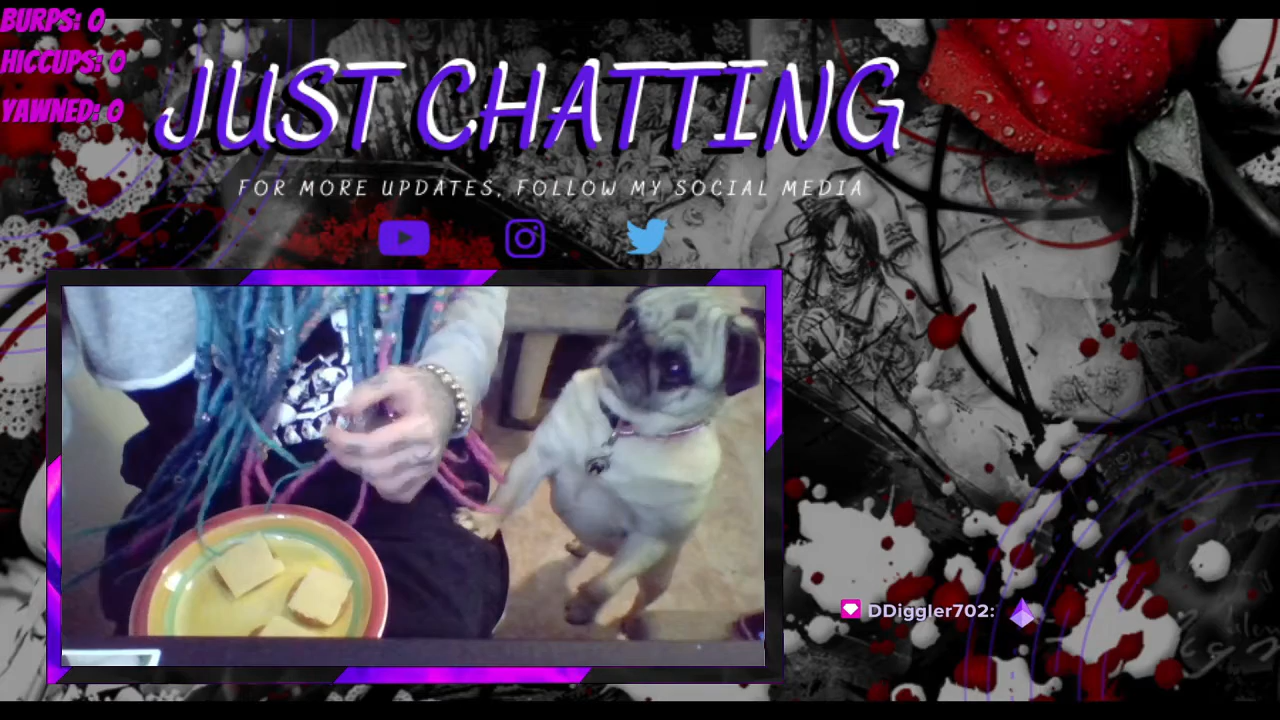 BURPS: 0
HICCUPS: 0
YAWNED: 0
JUST CHATTING
FOR MORE UPDATES, FOLLOW MY SOCIAL MEDIA
DDiggler702: